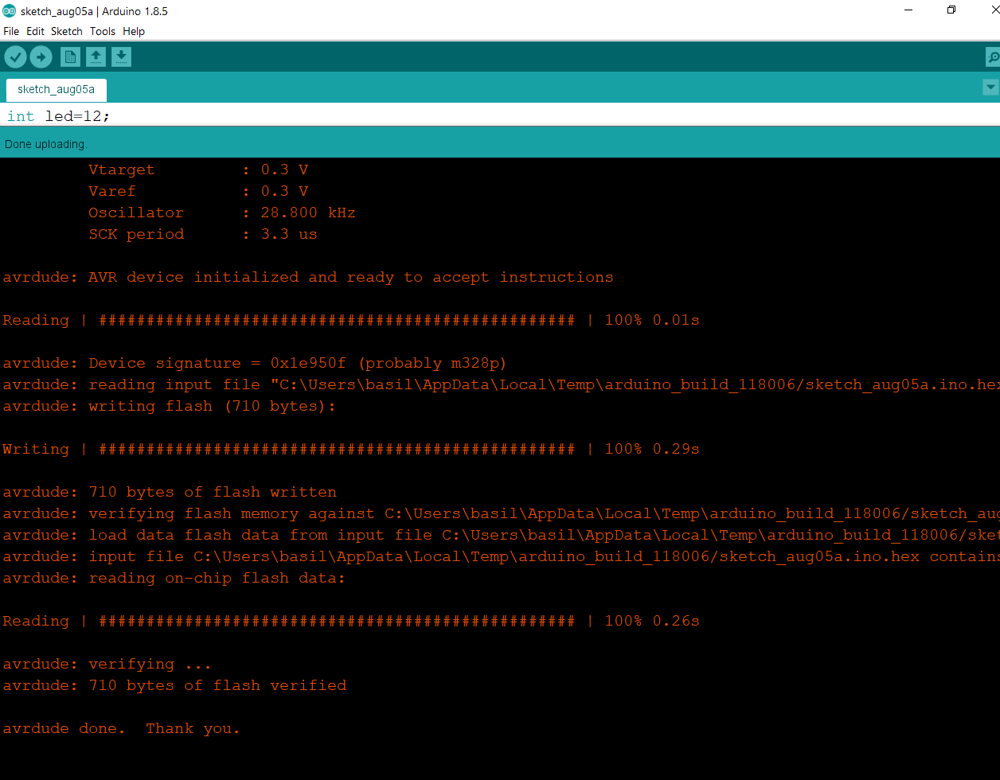 sketch_aug05a | Arduino 1.8.5
File Edit Sketch Tools Help
sketch_aug05a
int led=12;
Done uploading.
Vtarget : 0.3 V
Varef : 0.3 V
Oscillator : 28.800 kHz
SCK period : 3.3 us
avrdude: AVR device initialized and ready to accept instructions
Reading | ################################################## | 100% 0.01s
avrdude: Device signature = 0x1e950f (probably m328p)
avrdude: reading input file "C:\Users\basil\AppData\Local\Temp\arduino_build_118006/sketch_aug05a.ino.hex
avrdude: writing flash (710 bytes):
Writing | ################################################## | 100% 0.29s
avrdude: 710 bytes of flash written
avrdude: verifying flash memory against C:\Users\basil\AppData\Local\Temp\arduino_build_118006/sketch_aug
avrdude: load data flash data from input file C:\Users\basil\AppData\Local\Temp\arduino_build_118006/sket
avrdude: input file C:\Users\basil\AppData\Local\Temp\arduino_build_118006/sketch_aug05a.ino.hex contains
avrdude: reading on-chip flash data:
Reading | ################################################## | 100% 0.26s
avrdude: verifying ...
avrdude: 710 bytes of flash verified
avrdude done. Thank you.